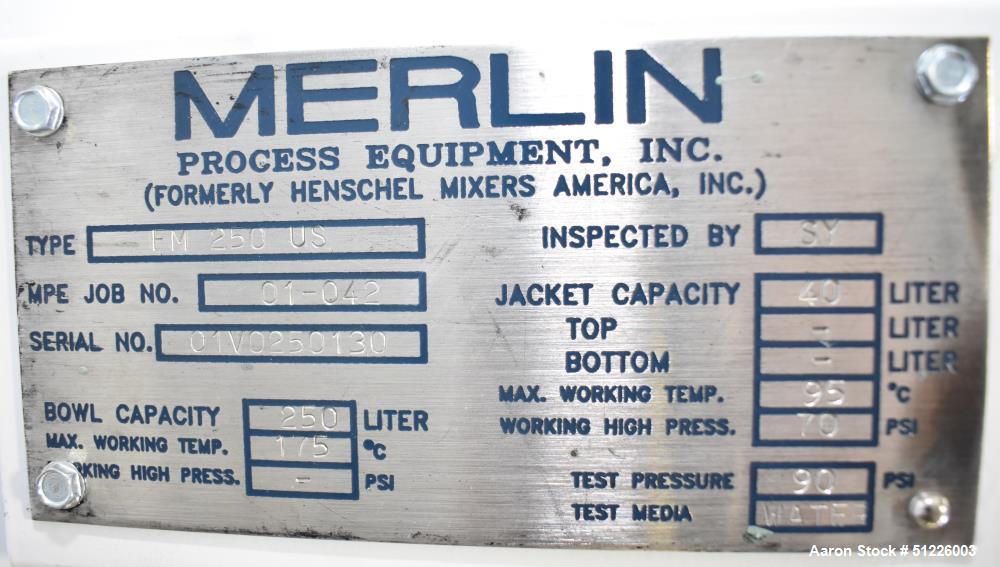 MERLIN
PROCESS EQUIPMENT, INC.
(FORMERLY HENSCHEL MIXERS AMERICA, INC.)
TYPE FM 250 US
MPE JOB NO. 01-042
SERIAL NO. 01V0250130
BOWL CAPACITY 250 LITER
MAX. WORKING TEMP. 175 °C
HIGH PRESS. - PSI
INSPECTED BY SY
JACKET CAPACITY 40 LITER
TOP - LITER
BOTTOM - LITER
MAX. WORKING TEMP. 95 °C
WORKING HIGH PRESS. 70 PSI
TEST PRESSURE 90 PSI
TEST MEDIA
Aaron Stock # 51226003